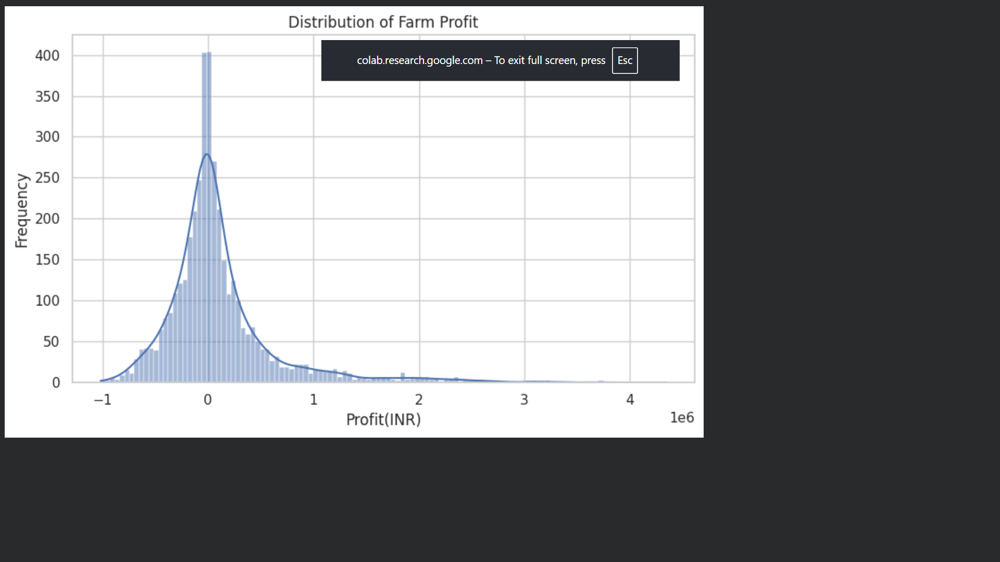 Distribution of Farm Profit
colab.research.google.com – To exit full screen, press Esc
400
350
300
250
200
150
100
50
0
Frequency
−1 0 1 2 3 4
1e6
Profit(INR)